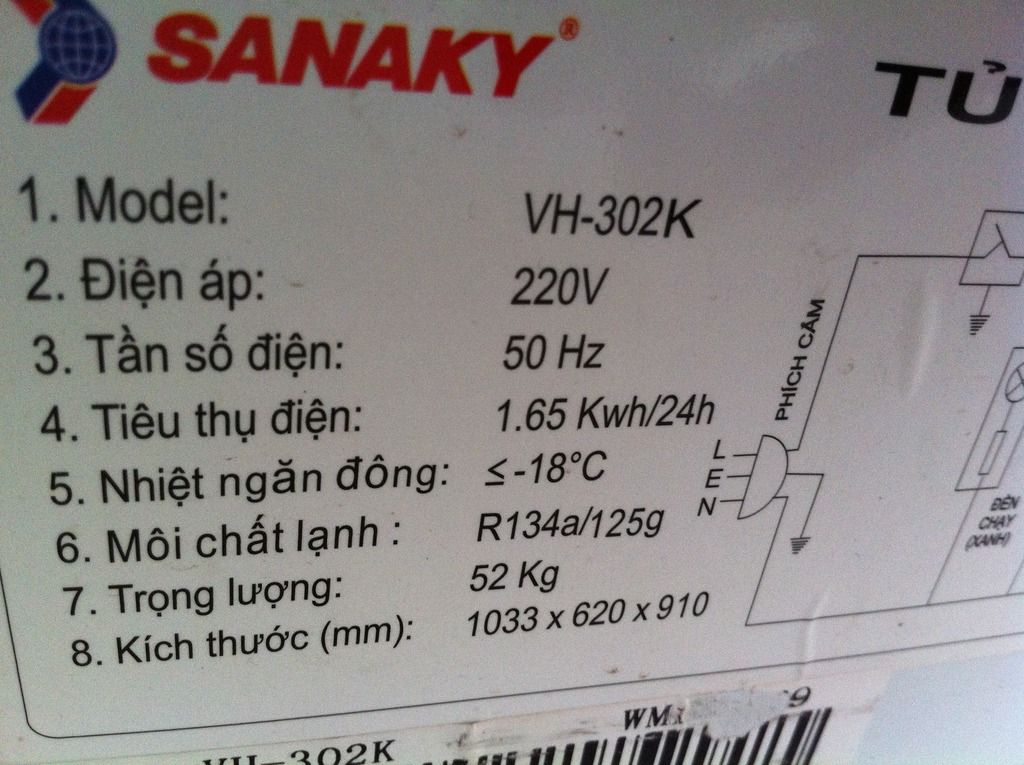 SANAKY®
TỦ
1. Model: VH-302K
2. Điện áp: 220V
3. Tần số điện: 50 Hz
4. Tiêu thụ điện: 1.65 Kwh/24h
5. Nhiệt ngăn đông: ≤ -18°C
6. Môi chất lạnh : R134a/125g
7. Trọng lượng: 52 Kg
8. Kích thước (mm): 1033 x 620 x 910
PHÍCH CẮM
L
E
N
ĐÈN
CHẠY
(XANH)
VH-302K